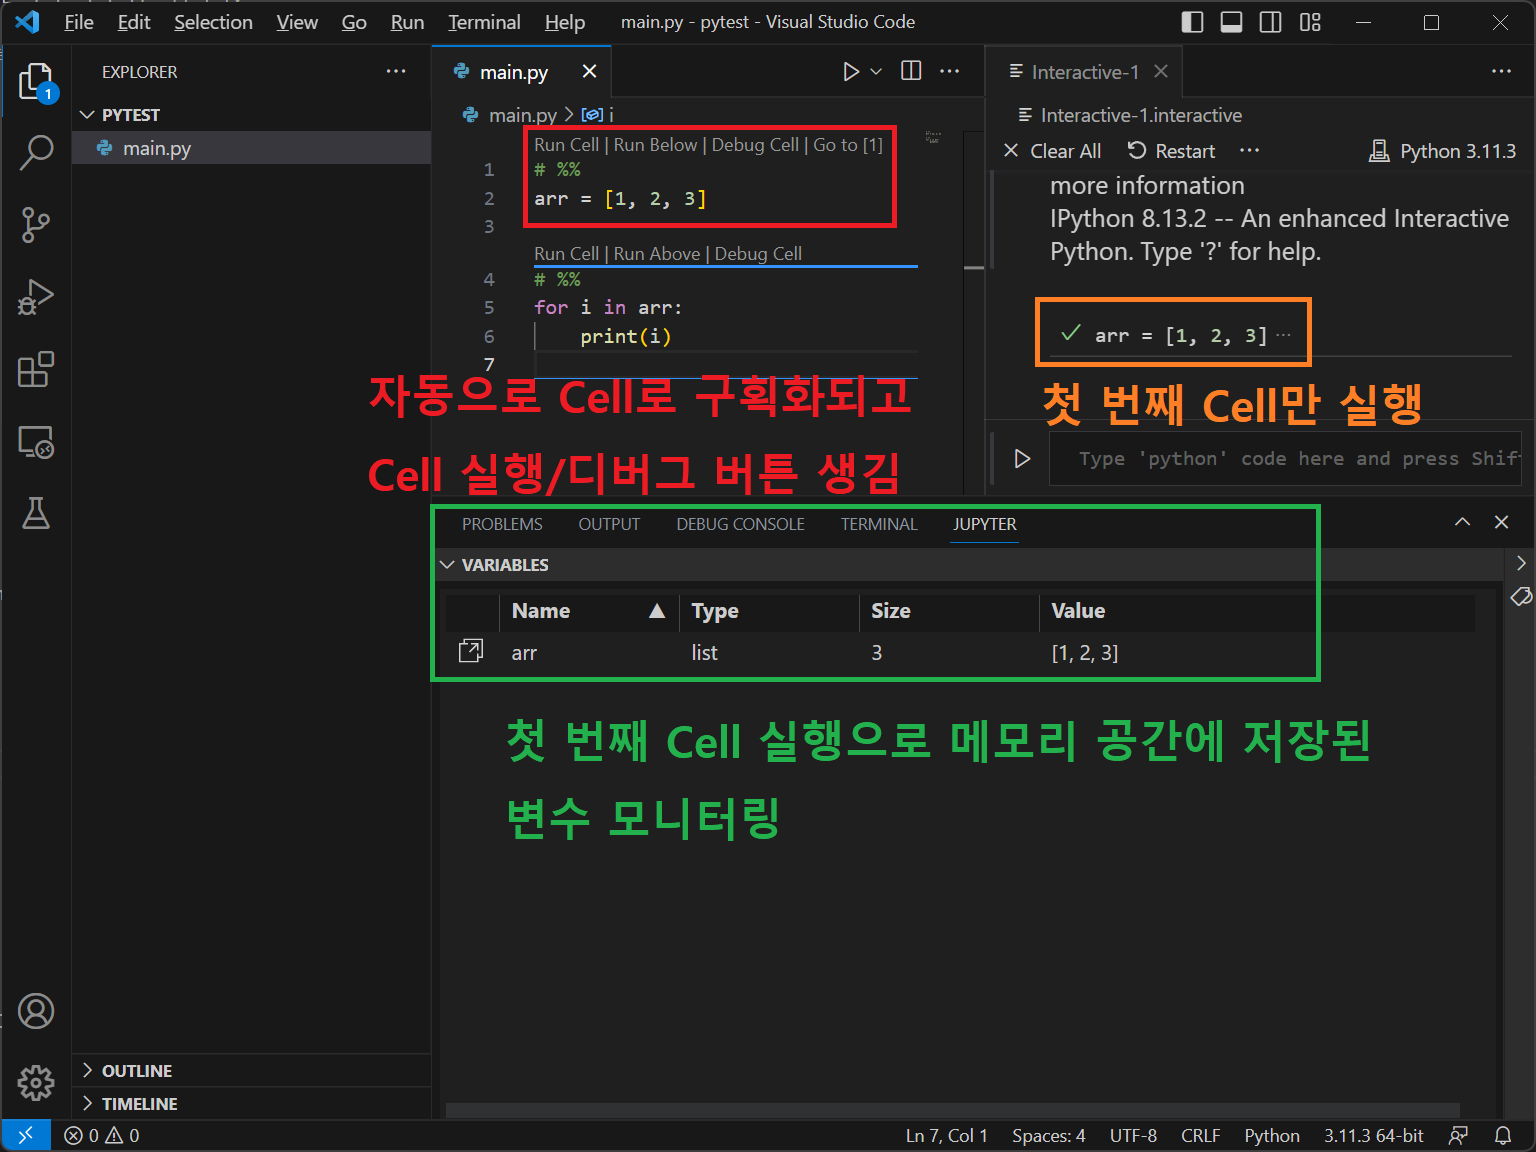 File Edit Selection View Go Run Terminal Help main.py - pytest - Visual Studio Code
1
EXPLORER
PYTEST
main.py
OUTLINE
TIMELINE
main.py
main.py > i
Run Cell | Run Below | Debug Cell | Go to [1]
1 # %%
2 arr = [1, 2, 3]
3
Run Cell | Run Above | Debug Cell
4 # %%
5 for i in arr:
6 print(i)
7
자동으로 Cell로 구획화되고
Cell 실행/디버그 버튼 생김
Interactive-1
Interactive-1.interactive
Clear All Restart Python 3.11.3
more information
IPython 8.13.2 -- An enhanced Interactive
Python. Type '?' for help.
arr = [1, 2, 3] ...
첫 번째 Cell만 실행
Type 'python' code here and press Shif
PROBLEMS OUTPUT DEBUG CONSOLE TERMINAL JUPYTER
VARIABLES
Name Type Size Value
arr list 3 [1, 2, 3]
첫 번째 Cell 실행으로 메모리 공간에 저장된
변수 모니터링
0 0 Ln 7, Col 1 Spaces: 4 UTF-8 CRLF Python 3.11.3 64-bit